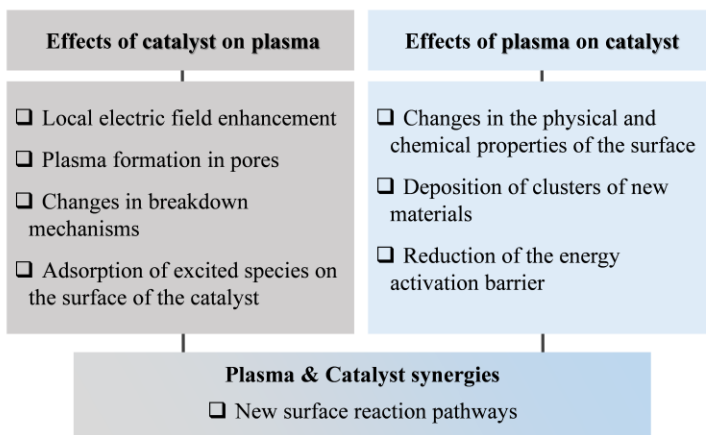 Effects of catalyst on plasma
❑ Local electric field enhancement
❑ Plasma formation in pores
❑ Changes in breakdown
mechanisms
❑ Adsorption of excited species on
the surface of the catalyst
Effects of plasma on catalyst
❑ Changes in the physical and
chemical properties of the surface
❑ Deposition of clusters of new
materials
❑ Reduction of the energy
activation barrier
Plasma & Catalyst synergies
❑ New surface reaction pathways